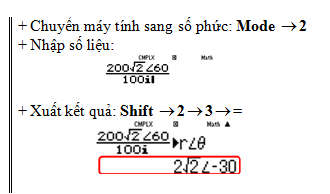 + Chuyển máy tính sang số phức: Mode →2
+ Nhập số liệu:
CMPLX Math
200√2∠60
100i
+ Xuất kết quả: Shift →2→3→=
CMPLX Math ▲
200√2∠60
100i ▶r∠θ
2√2∠-30